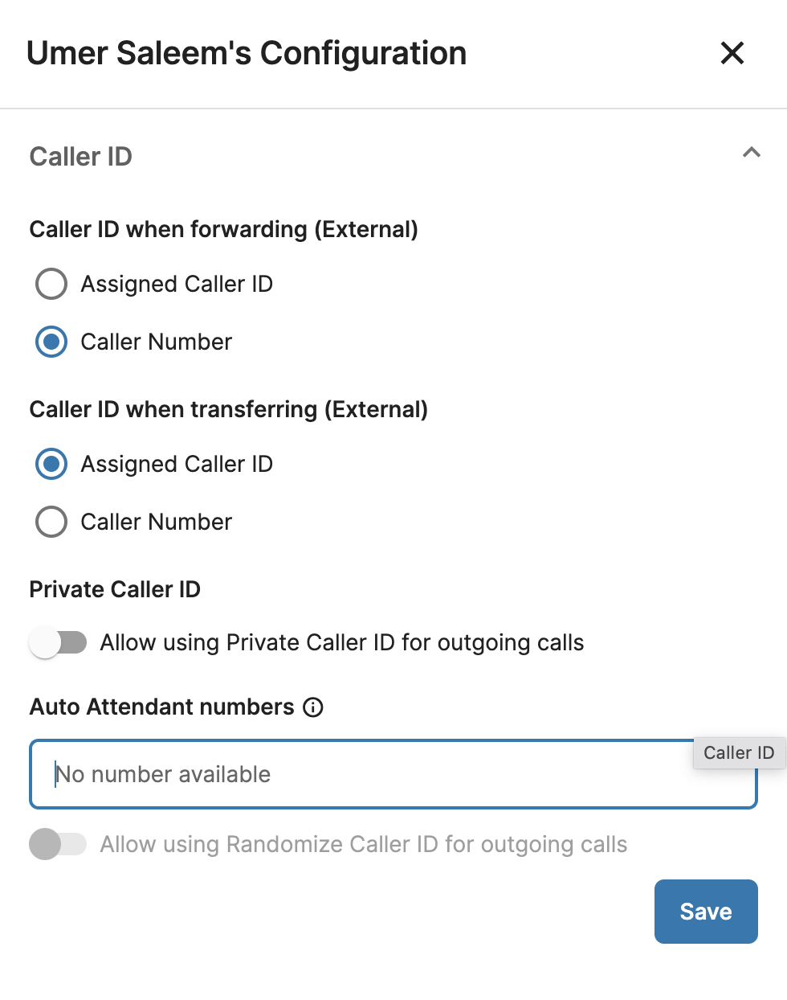 Umer Saleem's Configuration
Caller ID
Caller ID when forwarding (External)
Assigned Caller ID
Caller Number
Caller ID when transferring (External)
Assigned Caller ID
Caller Number
Private Caller ID
Allow using Private Caller ID for outgoing calls
Auto Attendant numbers
Caller ID
No number available
Allow using Randomize Caller ID for outgoing calls
Save